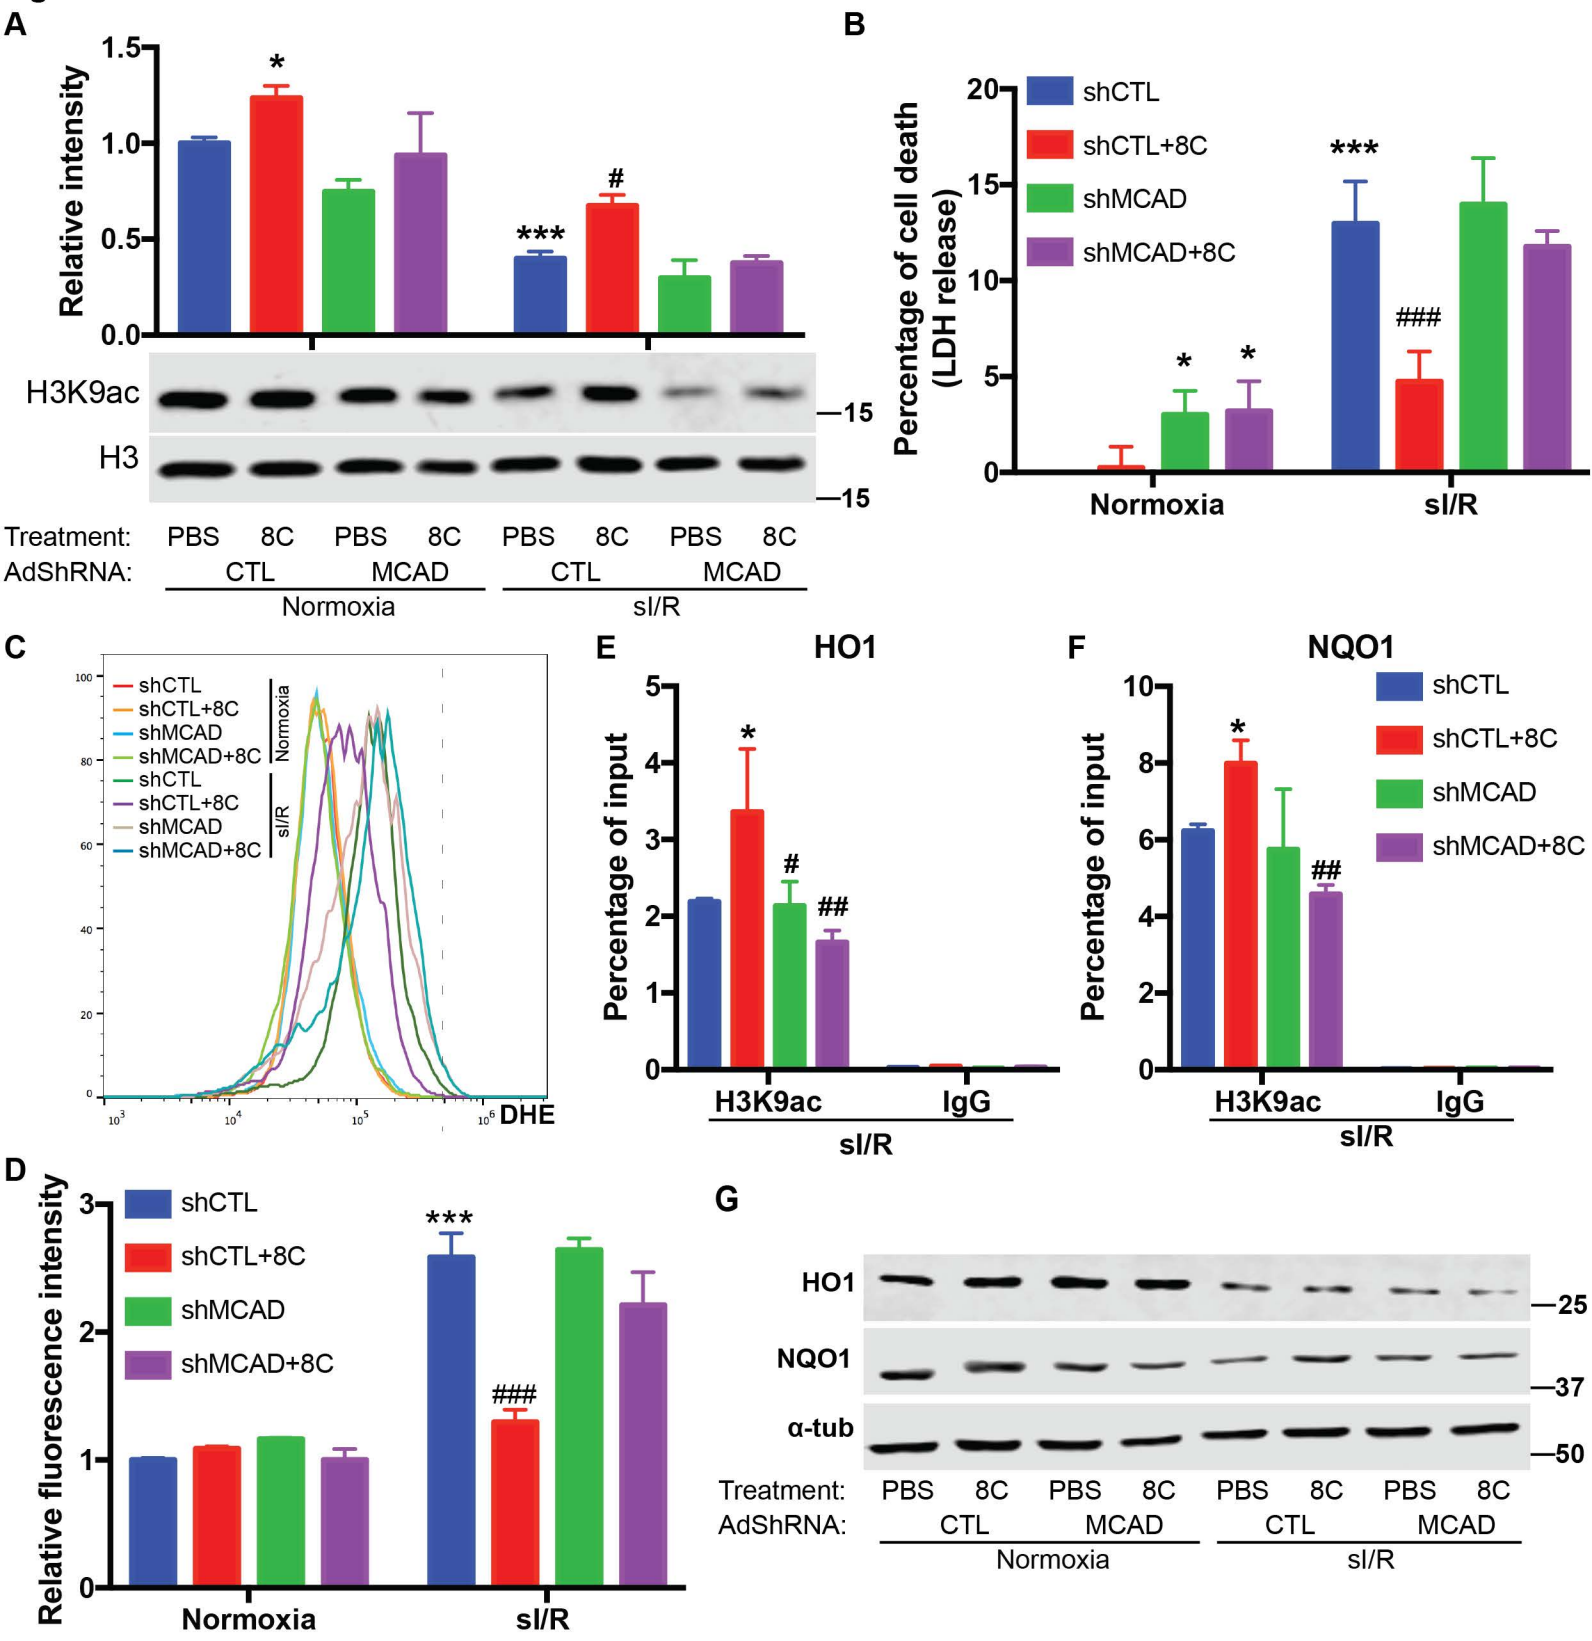 A
1.5
1.0
0.5
0.0
Relative intensity
*
***
#
H3K9ac
—15
H3
—15
Treatment: PBS 8C PBS 8C PBS 8C PBS 8C
AdShRNA: CTL MCAD CTL MCAD
Normoxia sI/R
B
20
15
10
5
0
Percentage of cell death
(LDH release)
shCTL
shCTL+8C
shMCAD
shMCAD+8C
*
*
***
###
Normoxia sI/R
C
100
80
60
40
20
0
shCTL
shCTL+8C
shMCAD
shMCAD+8C
Normoxia
shCTL
shCTL+8C
shMCAD
shMCAD+8C
sI/R
10³ 10⁴ 10⁵ 10⁶ DHE
E
HO1
5
4
3
2
1
0
Percentage of input
*
#
##
H3K9ac IgG
sI/R
F
NQO1
10
8
6
4
2
0
Percentage of input
*
##
shCTL
shCTL+8C
shMCAD
shMCAD+8C
H3K9ac IgG
sI/R
D
3
2
1
0
Relative fluorescence intensity
shCTL
shCTL+8C
shMCAD
shMCAD+8C
***
###
Normoxia sI/R
G
HO1
—25
NQO1
—37
α-tub
—50
Treatment: PBS 8C PBS 8C PBS 8C PBS 8C
AdShRNA: CTL MCAD CTL MCAD
Normoxia sI/R